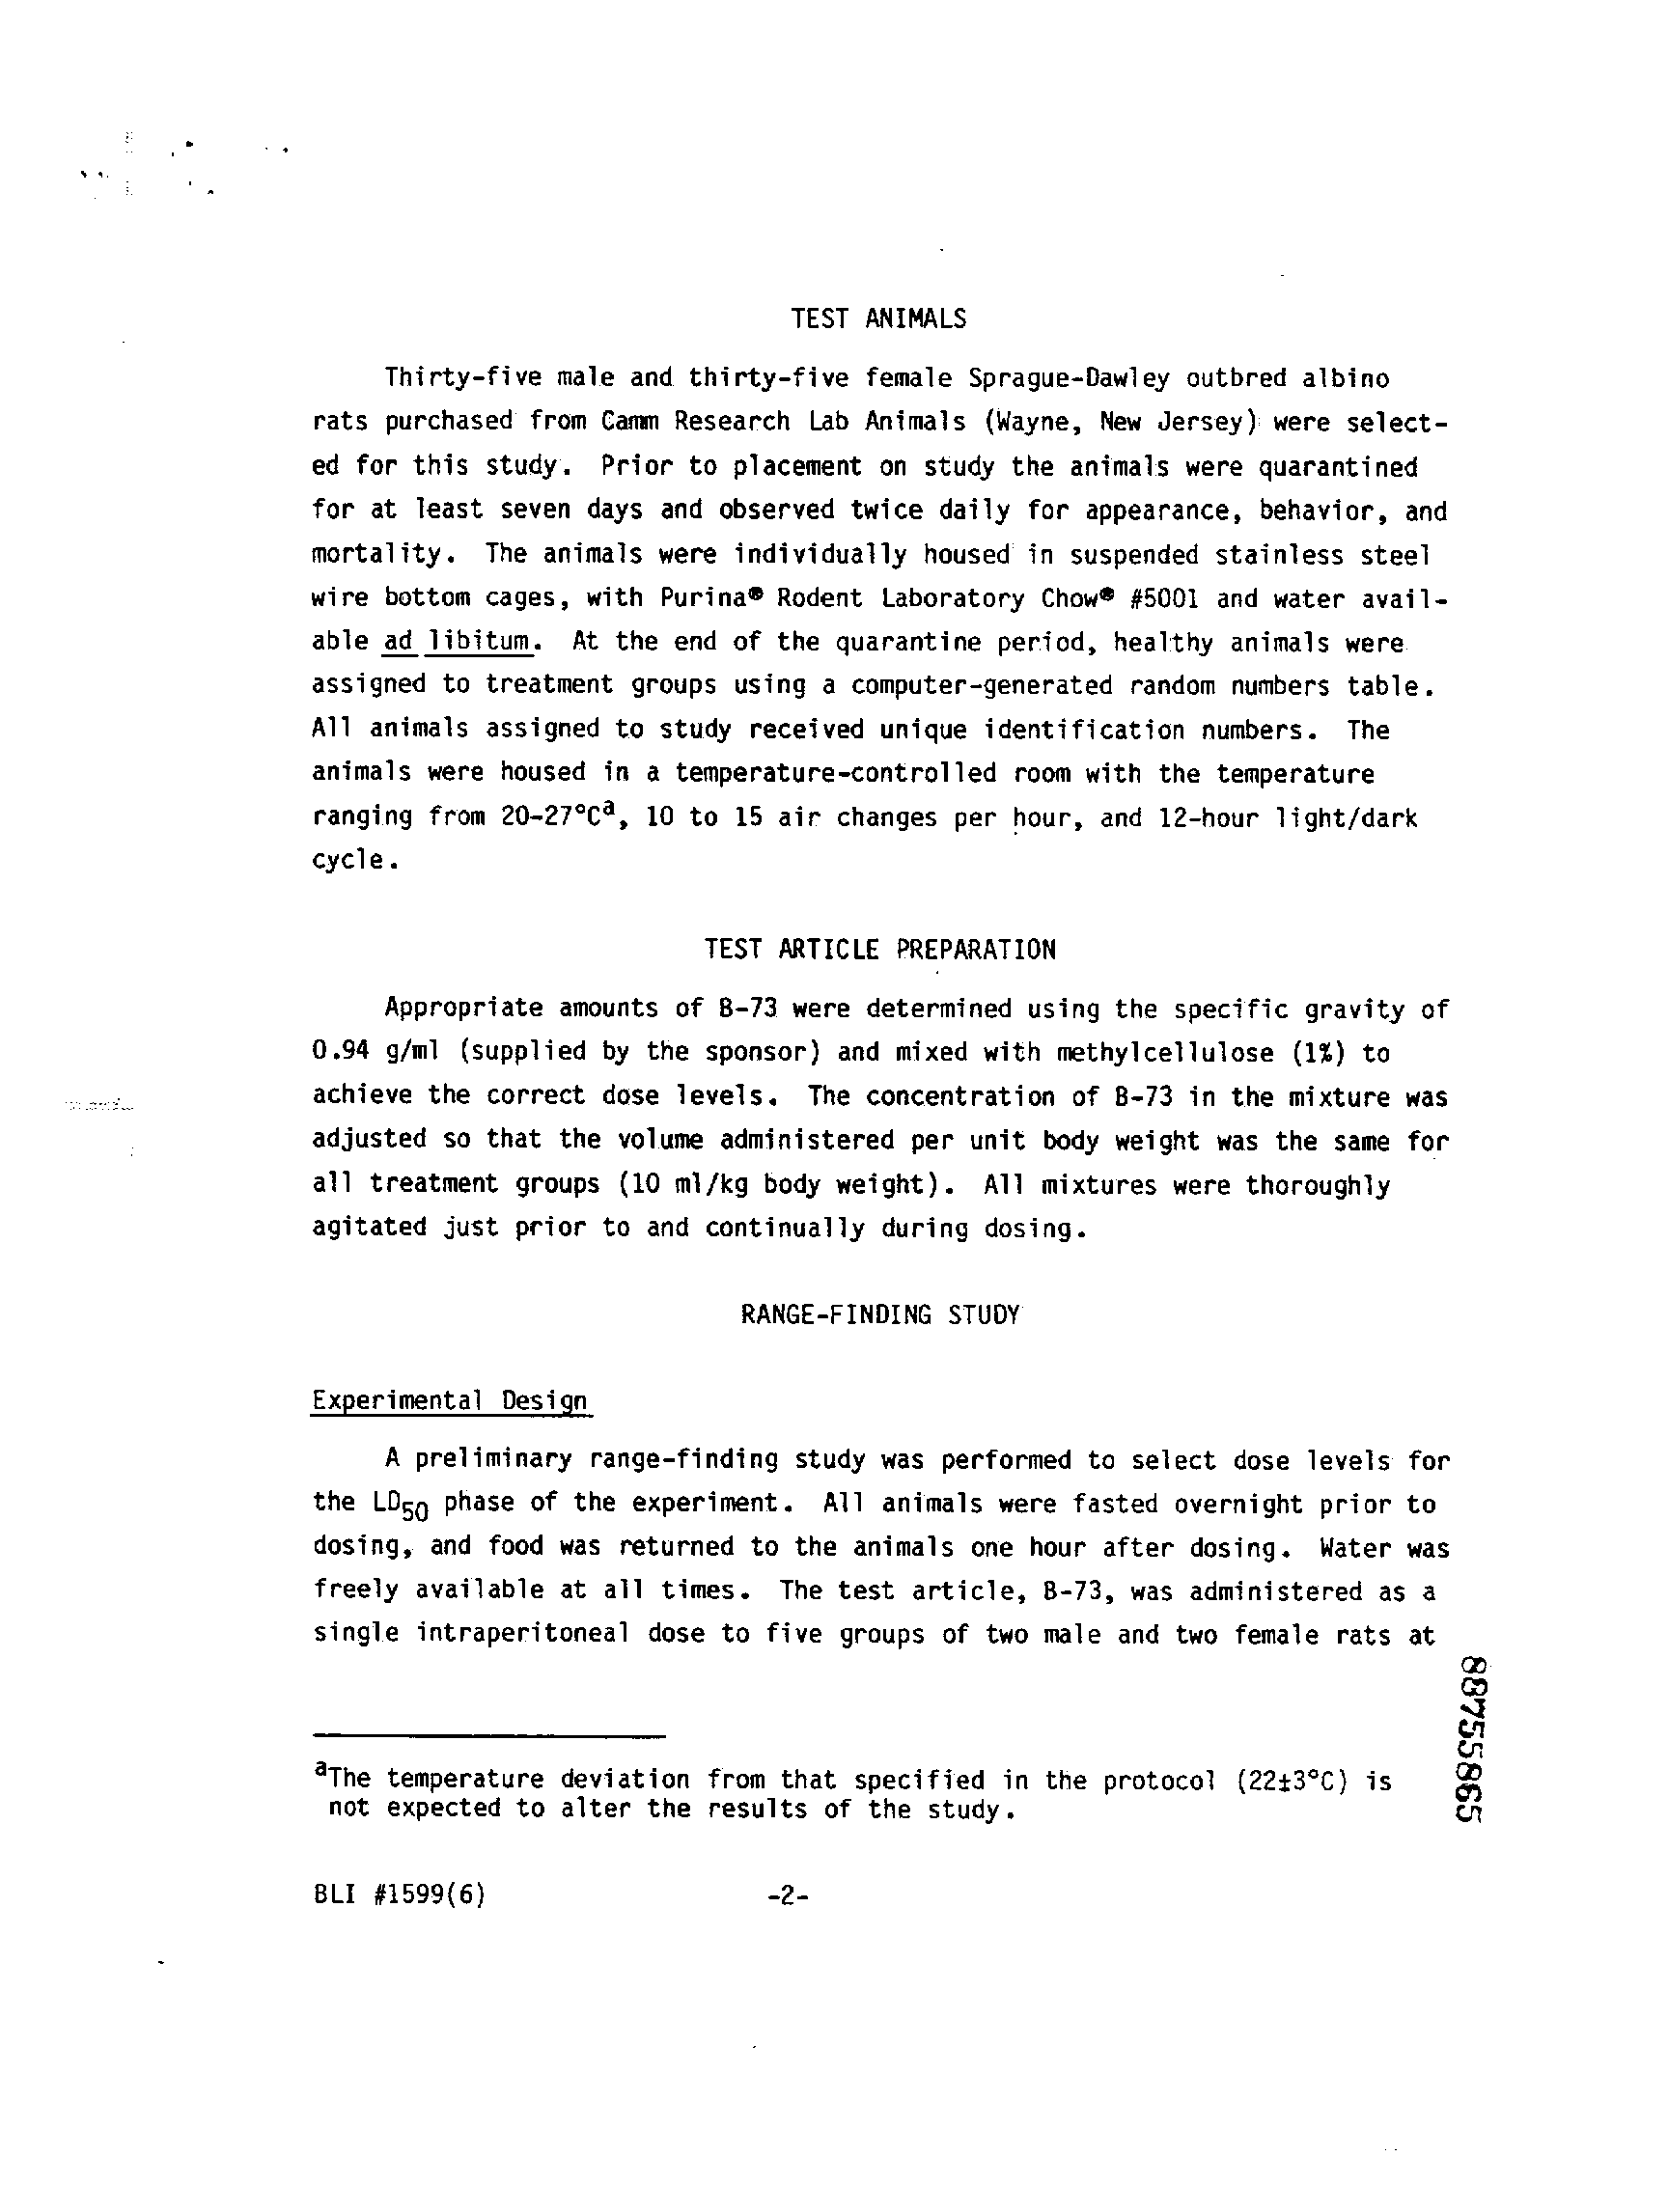 TEST ANIMALS
Thirty-five male and thirty-five female Sprague-Dawley outbred albino
rats purchased from Camm Research Lab Animals (Wayne, New Jersey) were select-
ed for this study. Prior to placement on study the animals were quarantined
for at least seven days and observed twice daily for appearance, behavior, and
mortality. The animals were individually housed in suspended stainless steel
wire bottom cages, with Purina® Rodent Laboratory Chow® #5001 and water avail-
able ad libitum. At the end of the quarantine period, healthy animals were
assigned to treatment groups using a computer-generated random numbers table.
All animals assigned to study received unique identification numbers. The
animals were housed in a temperature-controlled room with the temperature
ranging from 20-27°Cª, 10 to 15 air changes per hour, and 12-hour light/dark
cycle.
TEST ARTICLE PREPARATION
Appropriate amounts of B-73 were determined using the specific gravity of
0.94 g/ml (supplied by the sponsor) and mixed with methylcellulose (1%) to
achieve the correct dose levels. The concentration of B-73 in the mixture was
adjusted so that the volume administered per unit body weight was the same for
all treatment groups (10 ml/kg body weight). All mixtures were thoroughly
agitated just prior to and continually during dosing.
RANGE-FINDING STUDY
Experimental Design
A preliminary range-finding study was performed to select dose levels for
the LD50 phase of the experiment. All animals were fasted overnight prior to
dosing, and food was returned to the animals one hour after dosing. Water was
freely available at all times. The test article, B-73, was administered as a
single intraperitoneal dose to five groups of two male and two female rats at
ªThe temperature deviation from that specified in the protocol (22±3°C) is
not expected to alter the results of the study.
BLI #1599(6) -2-
88755865